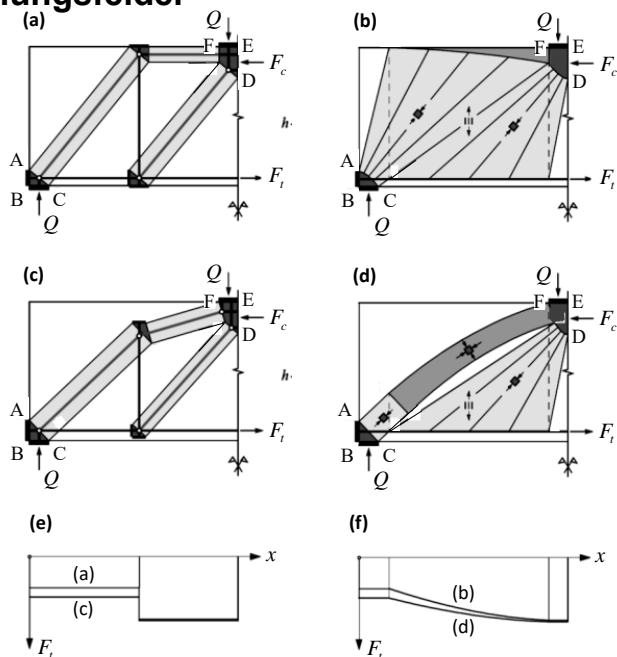 (a)
Q
F E
F_c
D
h.
A
F_t
B C
Q
(b)
Q
F E
F_c
D
A
F_t
B C
Q
(c)
Q
F E
F_c
D
h.
A
F_t
B C
Q
(d)
Q
F E
F_c
D
A
F_t
B C
Q
(e)
x
(a)
(c)
F_t
(f)
x
(b)
(d)
F_t